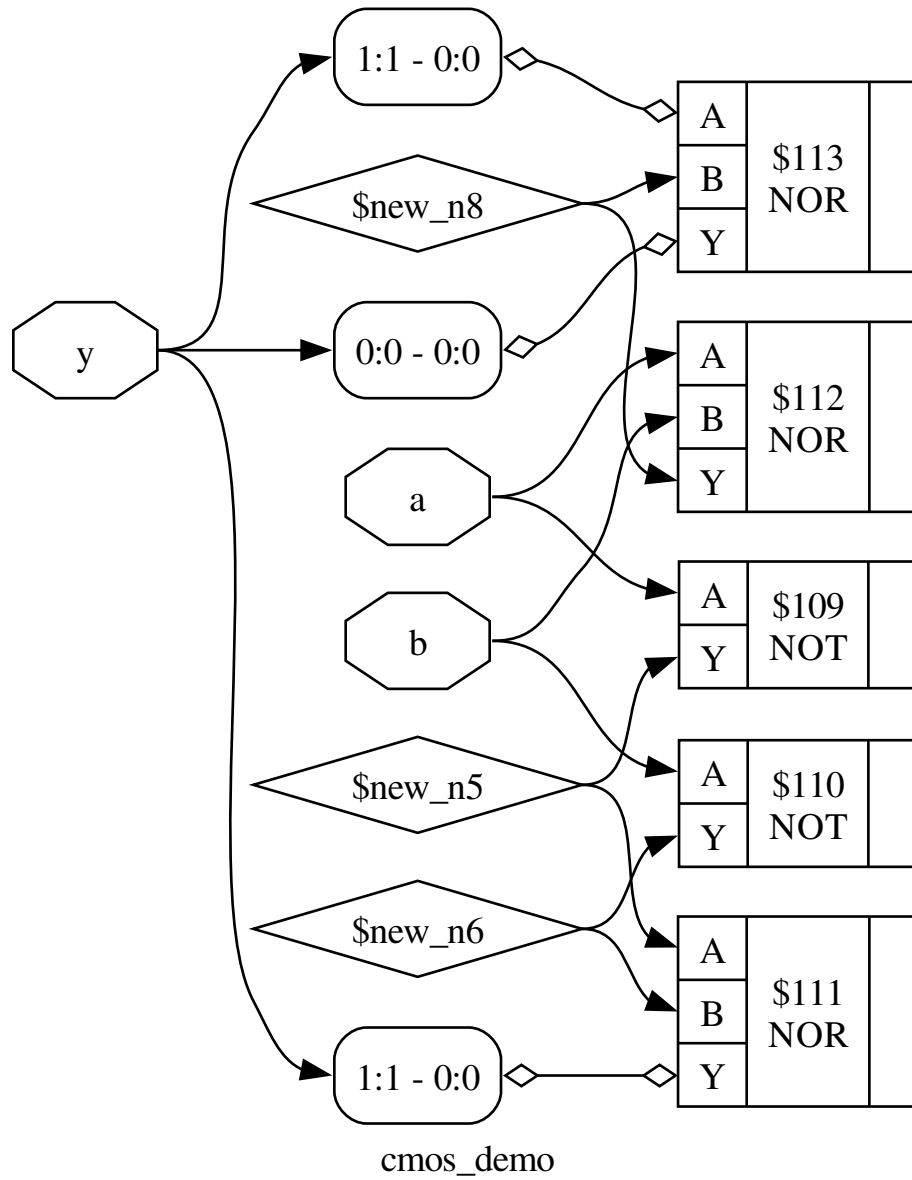 1:1 - 0:0
A
B
Y
$113
NOR
$new_n8
y
0:0 - 0:0
A
B
Y
$112
NOR
a
A
Y
$109
NOT
b
$new_n5
A
Y
$110
NOT
$new_n6
A
B
Y
$111
NOR
1:1 - 0:0
cmos_demo